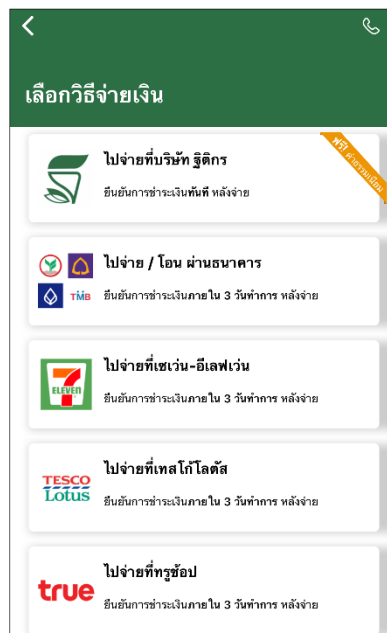 เลือกวิธีจ่ายเงิน
ฟรี! ค่าธรรมเนียม
ไปจ่ายที่บริษัท ฐิติกร
ยืนยันการชำระเงินทันที หลังจ่าย
ไปจ่าย / โอน ผ่านธนาคาร
TMB
ยืนยันการชำระเงินภายใน 3 วันทำการ หลังจ่าย
ไปจ่ายที่เซเว่น-อีเลฟเว่น
ELEVEN
ยืนยันการชำระเงินภายใน 3 วันทำการ หลังจ่าย
ไปจ่ายที่เทสโก้โลตัส
TESCO
Lotus
ยืนยันการชำระเงินภายใน 3 วันทำการ หลังจ่าย
ไปจ่ายที่ทรูช้อป
true
ยืนยันการชำระเงินภายใน 3 วันทำการ หลังจ่าย